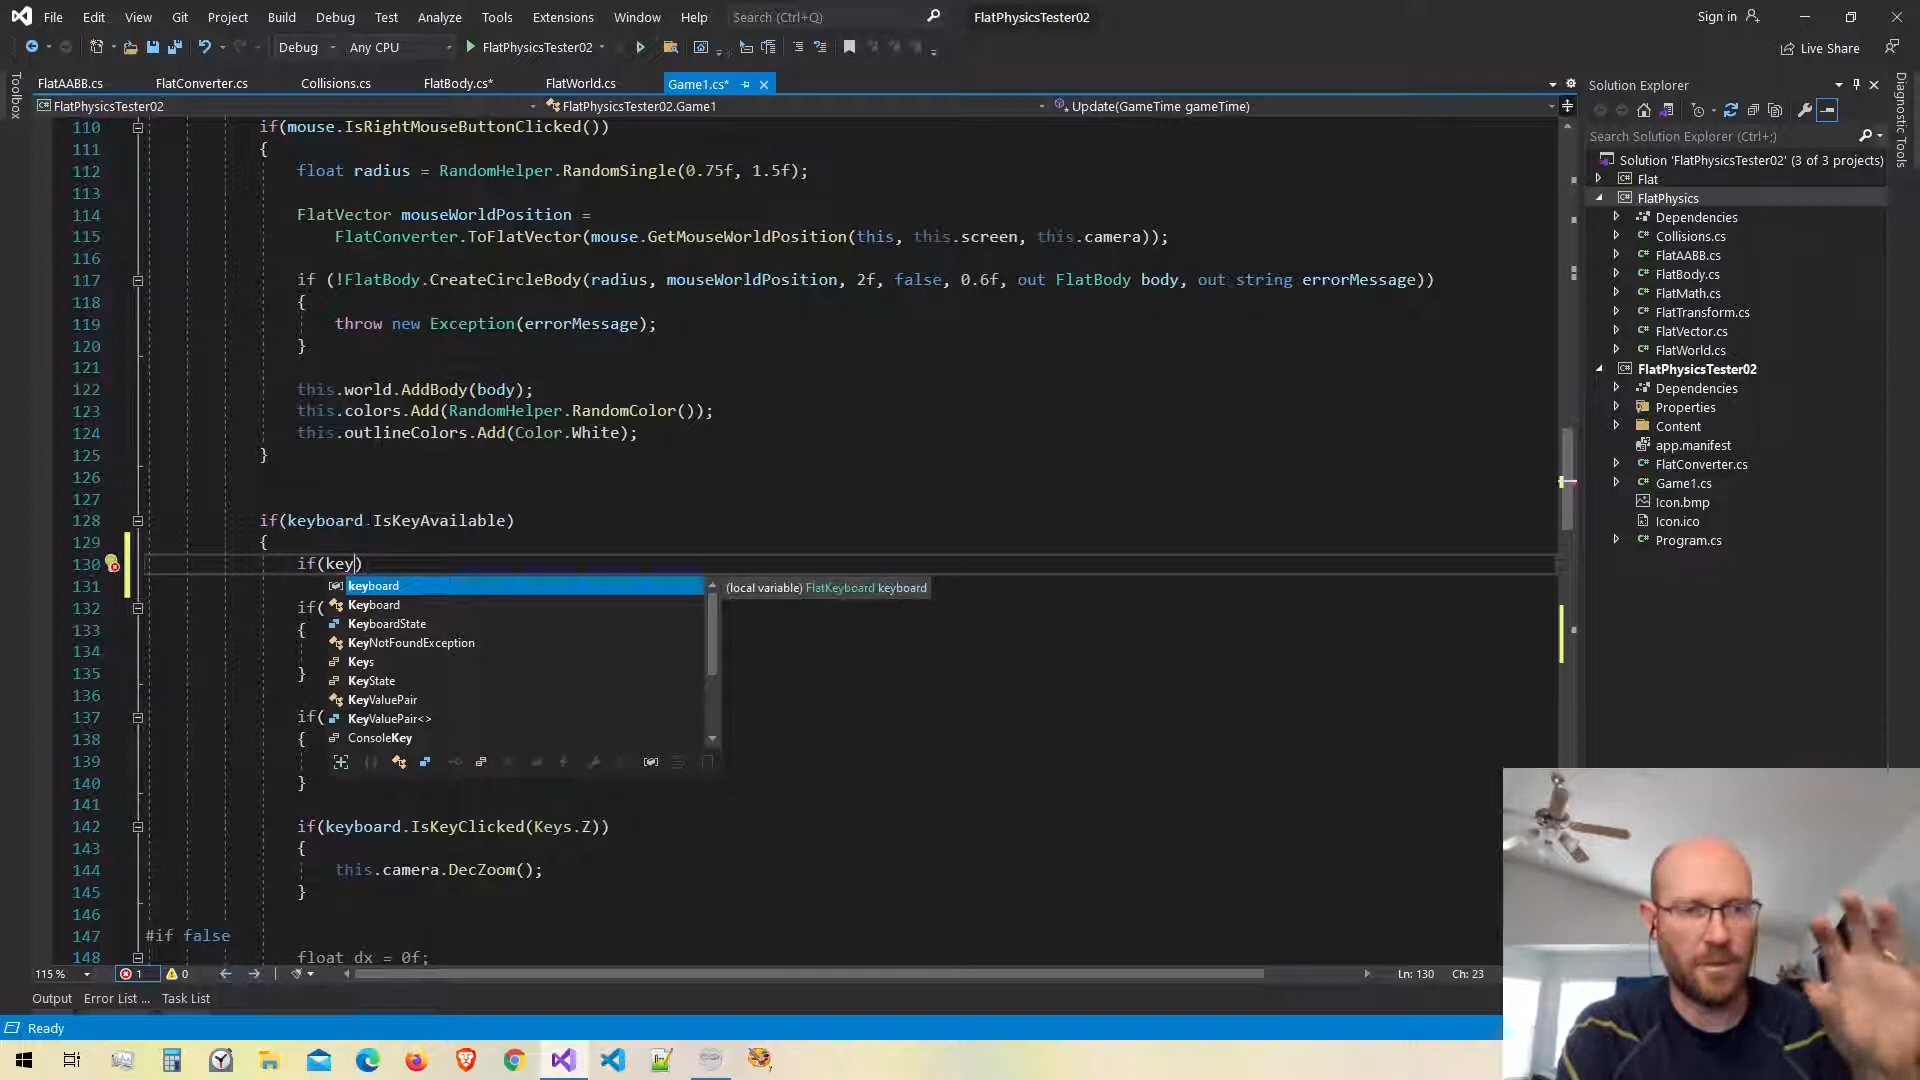 File Edit View Git Project Build Debug Test Analyze Tools Extensions Window Help Search (Ctrl+Q) FlatPhysicsTester02 Sign in
Debug Any CPU FlatPhysicsTester02 Live Share
FlatAABB.cs FlatConverter.cs Collisions.cs FlatBody.cs* FlatWorld.cs Game1.cs*
FlatPhysicsTester02 FlatPhysicsTester02.Game1 Update(GameTime gameTime)
Toolbox
110 if(mouse.IsRightMouseButtonClicked())
111 {
112 float radius = RandomHelper.RandomSingle(0.75f, 1.5f);
113
114 FlatVector mouseWorldPosition =
115 FlatConverter.ToFlatVector(mouse.GetMouseWorldPosition(this, this.screen, this.camera));
116
117 if (!FlatBody.CreateCircleBody(radius, mouseWorldPosition, 2f, false, 0.6f, out FlatBody body, out string errorMessage))
118 {
119 throw new Exception(errorMessage);
120 }
121
122 this.world.AddBody(body);
123 this.colors.Add(RandomHelper.RandomColor());
124 this.outlineColors.Add(Color.White);
125 }
126
127
128 if(keyboard.IsKeyAvailable)
129 {
130 if(key)
131
132 if(
133 {
134
135 }
136
137 if(
138 {
139
140 }
141
142 if(keyboard.IsKeyClicked(Keys.Z))
143 {
144 this.camera.DecZoom();
145 }
146
147 #if false
148 float dx = 0f;
keyboard
Keyboard
KeyboardState
KeyNotFoundException
Keys
KeyState
KeyValuePair
KeyValuePair<>
ConsoleKey
(local variable) FlatKeyboard keyboard
Solution Explorer
Search Solution Explorer (Ctrl+;)
Solution 'FlatPhysicsTester02' (3 of 3 projects)
Flat
FlatPhysics
Dependencies
Collisions.cs
FlatAABB.cs
FlatBody.cs
FlatMath.cs
FlatTransform.cs
FlatVector.cs
FlatWorld.cs
FlatPhysicsTester02
Dependencies
Properties
Content
app.manifest
FlatConverter.cs
Game1.cs
Icon.bmp
Icon.ico
Program.cs
Diagnostic Tools
115 % 1 0 Ln: 130 Ch: 23
Output Error List ... Task List
Ready